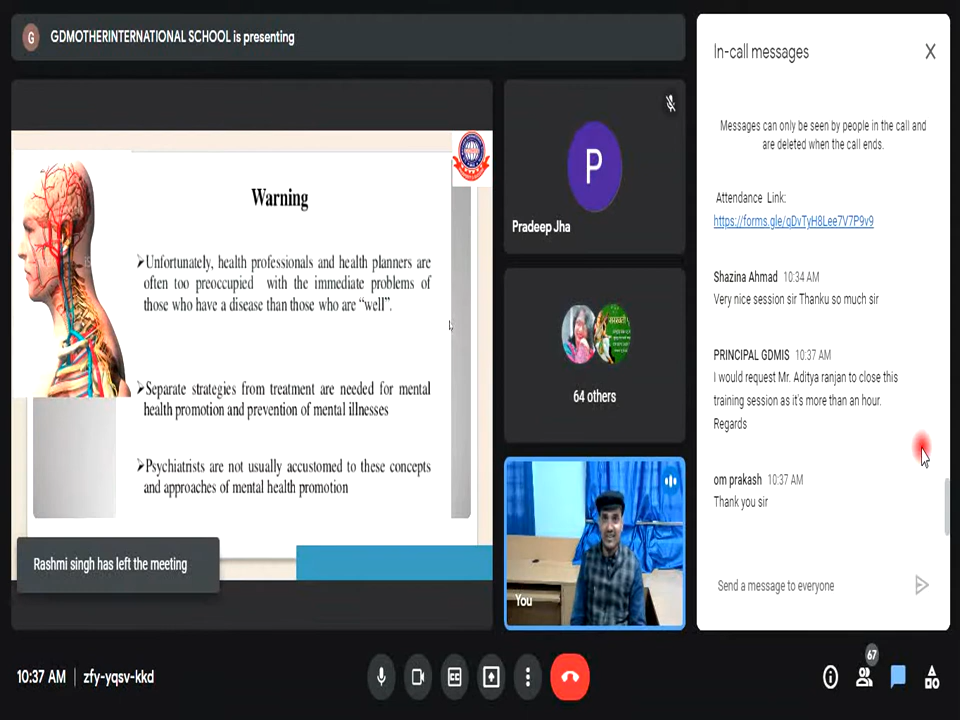 GDMOTHERINTERNATIONAL SCHOOL is presenting
G
Warning
➢Unfortunately, health professionals and health planners are
often too preoccupied with the immediate problems of
those who have a disease than those who are “well”.
➢Separate strategies from treatment are needed for mental
health promotion and prevention of mental illnesses
➢Psychiatrists are not usually accustomed to these concepts
and approaches of mental health promotion
Rashmi singh has left the meeting
P
Pradeep Jha
64 others
You
In-call messages
Messages can only be seen by people in the call and
are deleted when the call ends.
Attendance Link:
https://forms.gle/qDvTyH8Lee7V7P9v9
Shazina Ahmad 10:34 AM
Very nice session sir Thanku so much sir
PRINCIPAL GDMIS 10:37 AM
I would request Mr. Aditya ranjan to close this
training session as it's more than an hour.
Regards
om prakash 10:37 AM
Thank you sir
Send a message to everyone
10:37 AM | zfy-yqsv-kkd
67